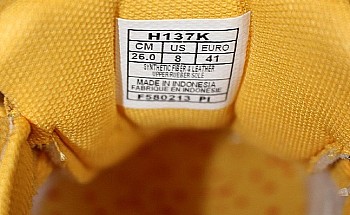 H137K
CM US EURO
26.0 8 41
SYNTHETIC FIBER & LEATHER
UPPER RUBBER SOLE
MADE IN INDONESIA
FABRIQUE EN INDONESIE
F580213 PI